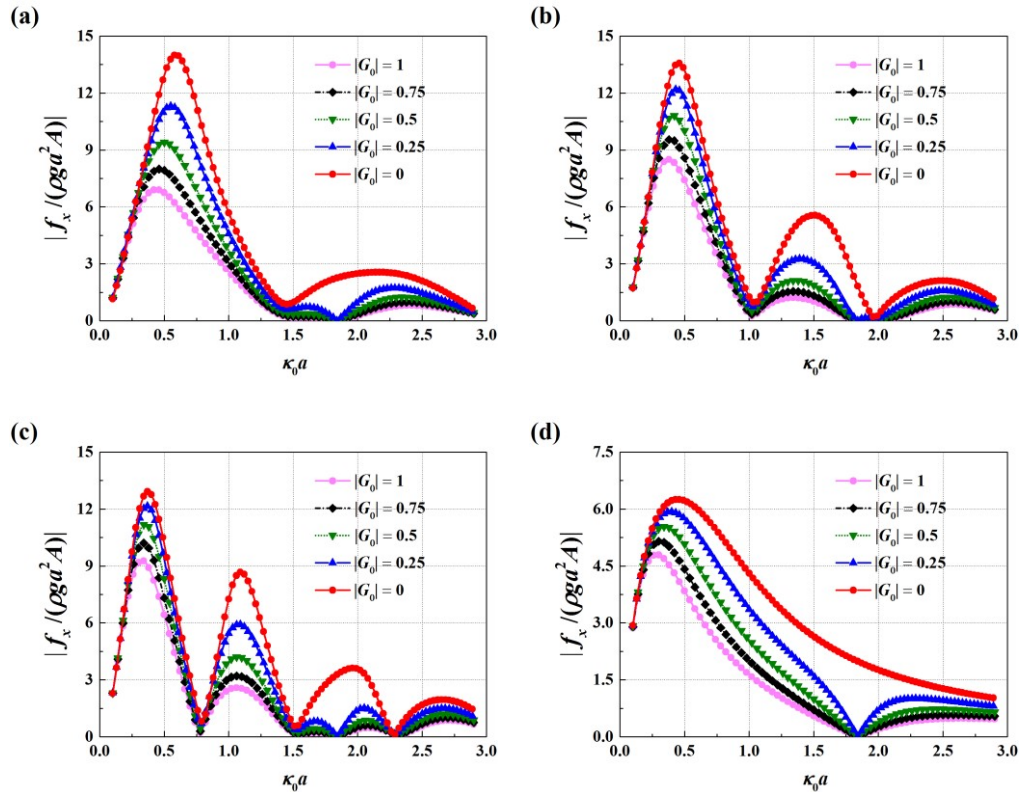 (a)
15
12
9
6
3
0
|f_x/(ρga²A)|
|G₀| = 1
|G₀| = 0.75
|G₀| = 0.5
|G₀| = 0.25
|G₀| = 0
0.0 0.5 1.0 1.5 2.0 2.5 3.0
κ₀a
(b)
15
12
9
6
3
0
|f_x/(ρga²A)|
|G₀| = 1
|G₀| = 0.75
|G₀| = 0.5
|G₀| = 0.25
|G₀| = 0
0.0 0.5 1.0 1.5 2.0 2.5 3.0
κ₀a
(c)
15
12
9
6
3
0
|f_x/(ρga²A)|
|G₀| = 1
|G₀| = 0.75
|G₀| = 0.5
|G₀| = 0.25
|G₀| = 0
0.0 0.5 1.0 1.5 2.0 2.5 3.0
κ₀a
(d)
7.5
6.0
4.5
3.0
1.5
0.0
|f_x/(ρga²A)|
|G₀| = 1
|G₀| = 0.75
|G₀| = 0.5
|G₀| = 0.25
|G₀| = 0
0.0 0.5 1.0 1.5 2.0 2.5 3.0
κ₀a